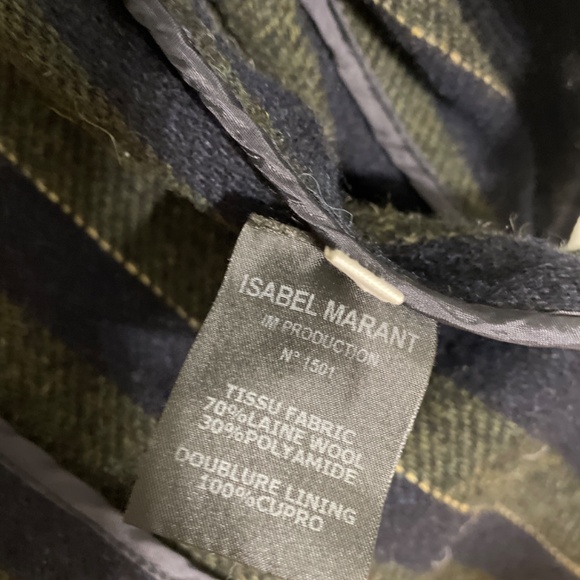 ISABEL MARANT
IM PRODUCTION
N° 1501
TISSU FABRIC
70%LAINE WOOL
30%POLYAMIDE
DOUBLURE LINING
100%CUPRO